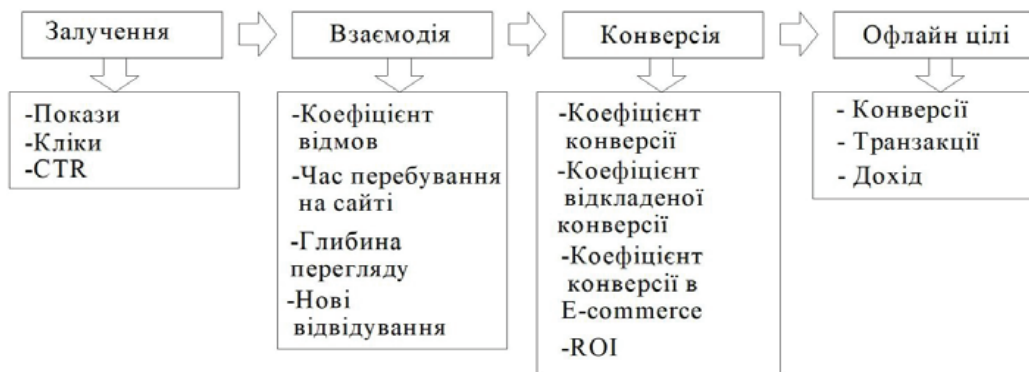 Залучення
Взаємодія
Конверсія
Офлайн цілі
-Покази
-Кліки
-CTR
-Коефіцієнт
відмов
-Час перебування
на сайті
-Глибина
перегляду
-Нові
відвідування
-Коефіцієнт
конверсії
-Коефіцієнт
відкладеної
конверсії
-Коефіцієнт
конверсії в
E-commerce
-ROI
- Конверсії
- Транзакції
- Дохід